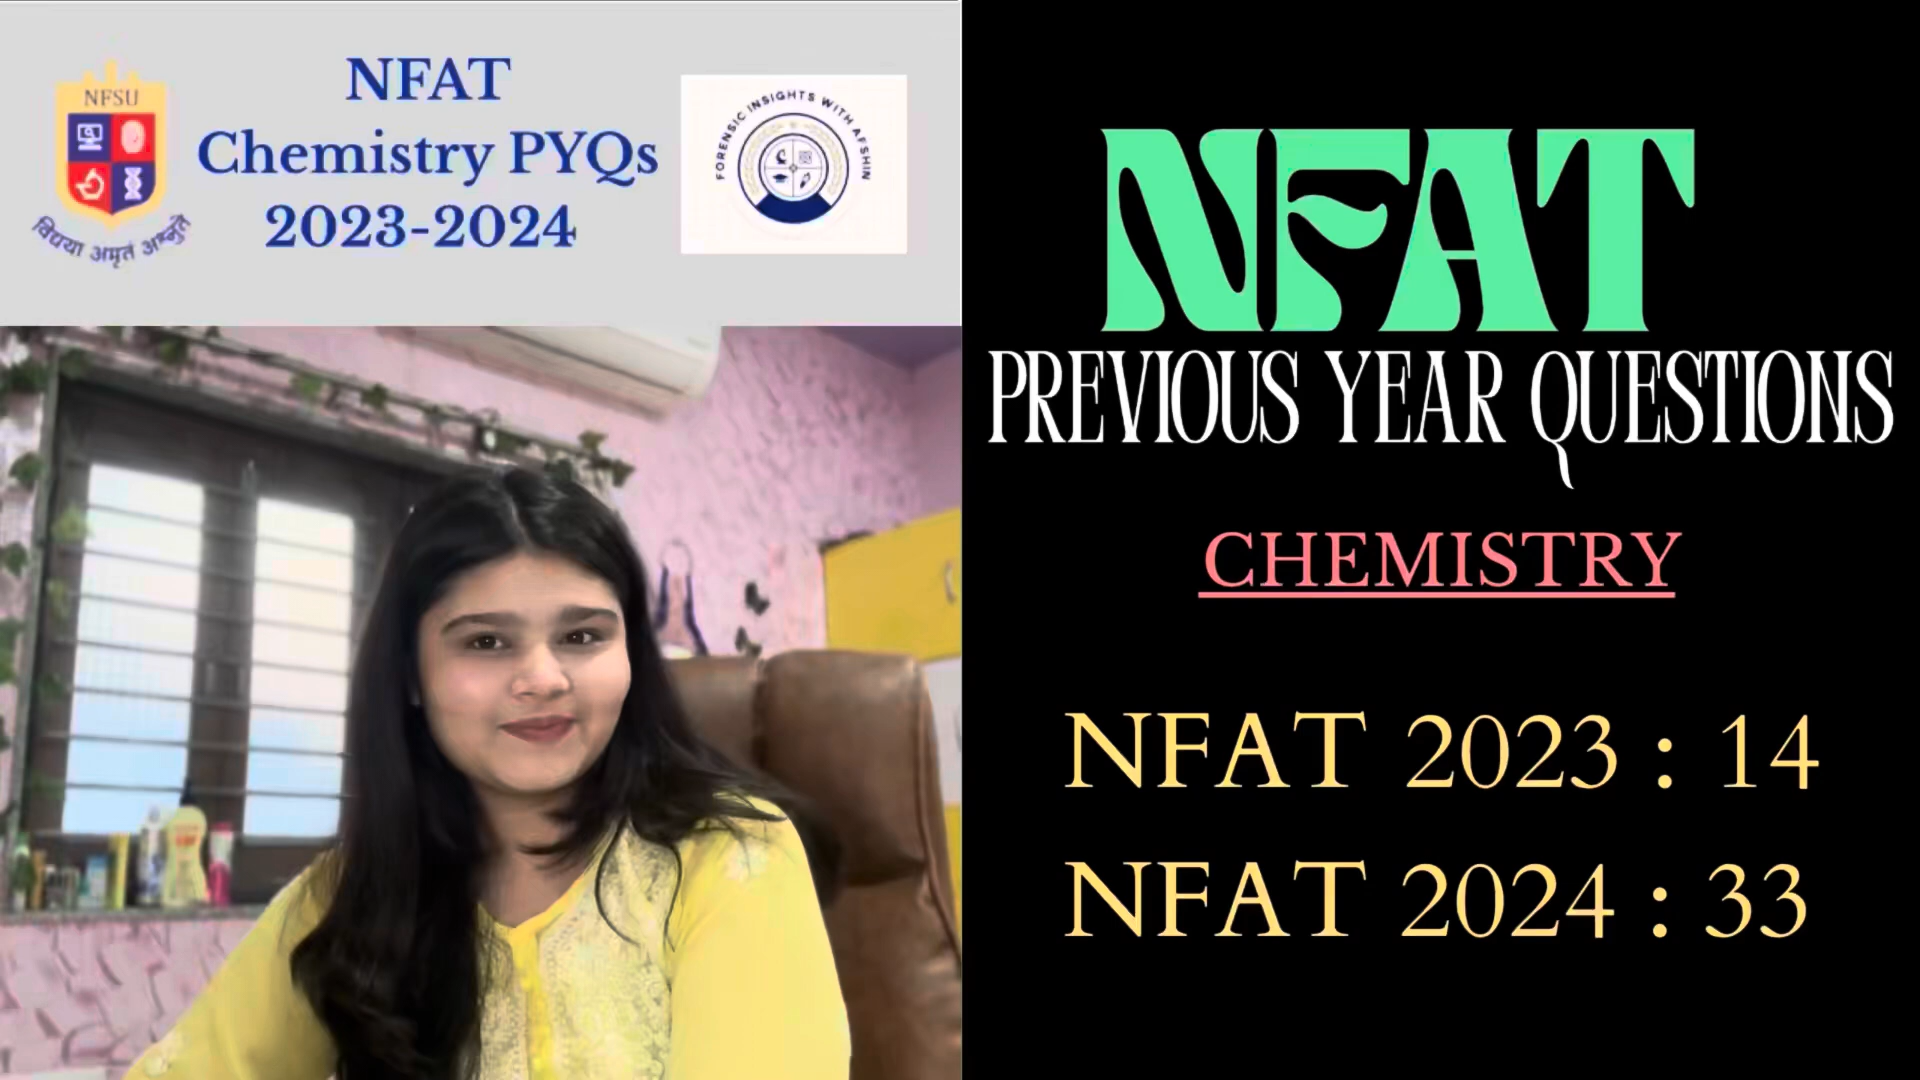 NFSU
विद्यया अमृतं अश्नुते
NFAT
Chemistry PYQs
2023-2024
FORENSIC INSIGHTS WITH AFSHIN
NFAT
PREVIOUS YEAR QUESTIONS
CHEMISTRY
NFAT 2023 : 14
NFAT 2024 : 33